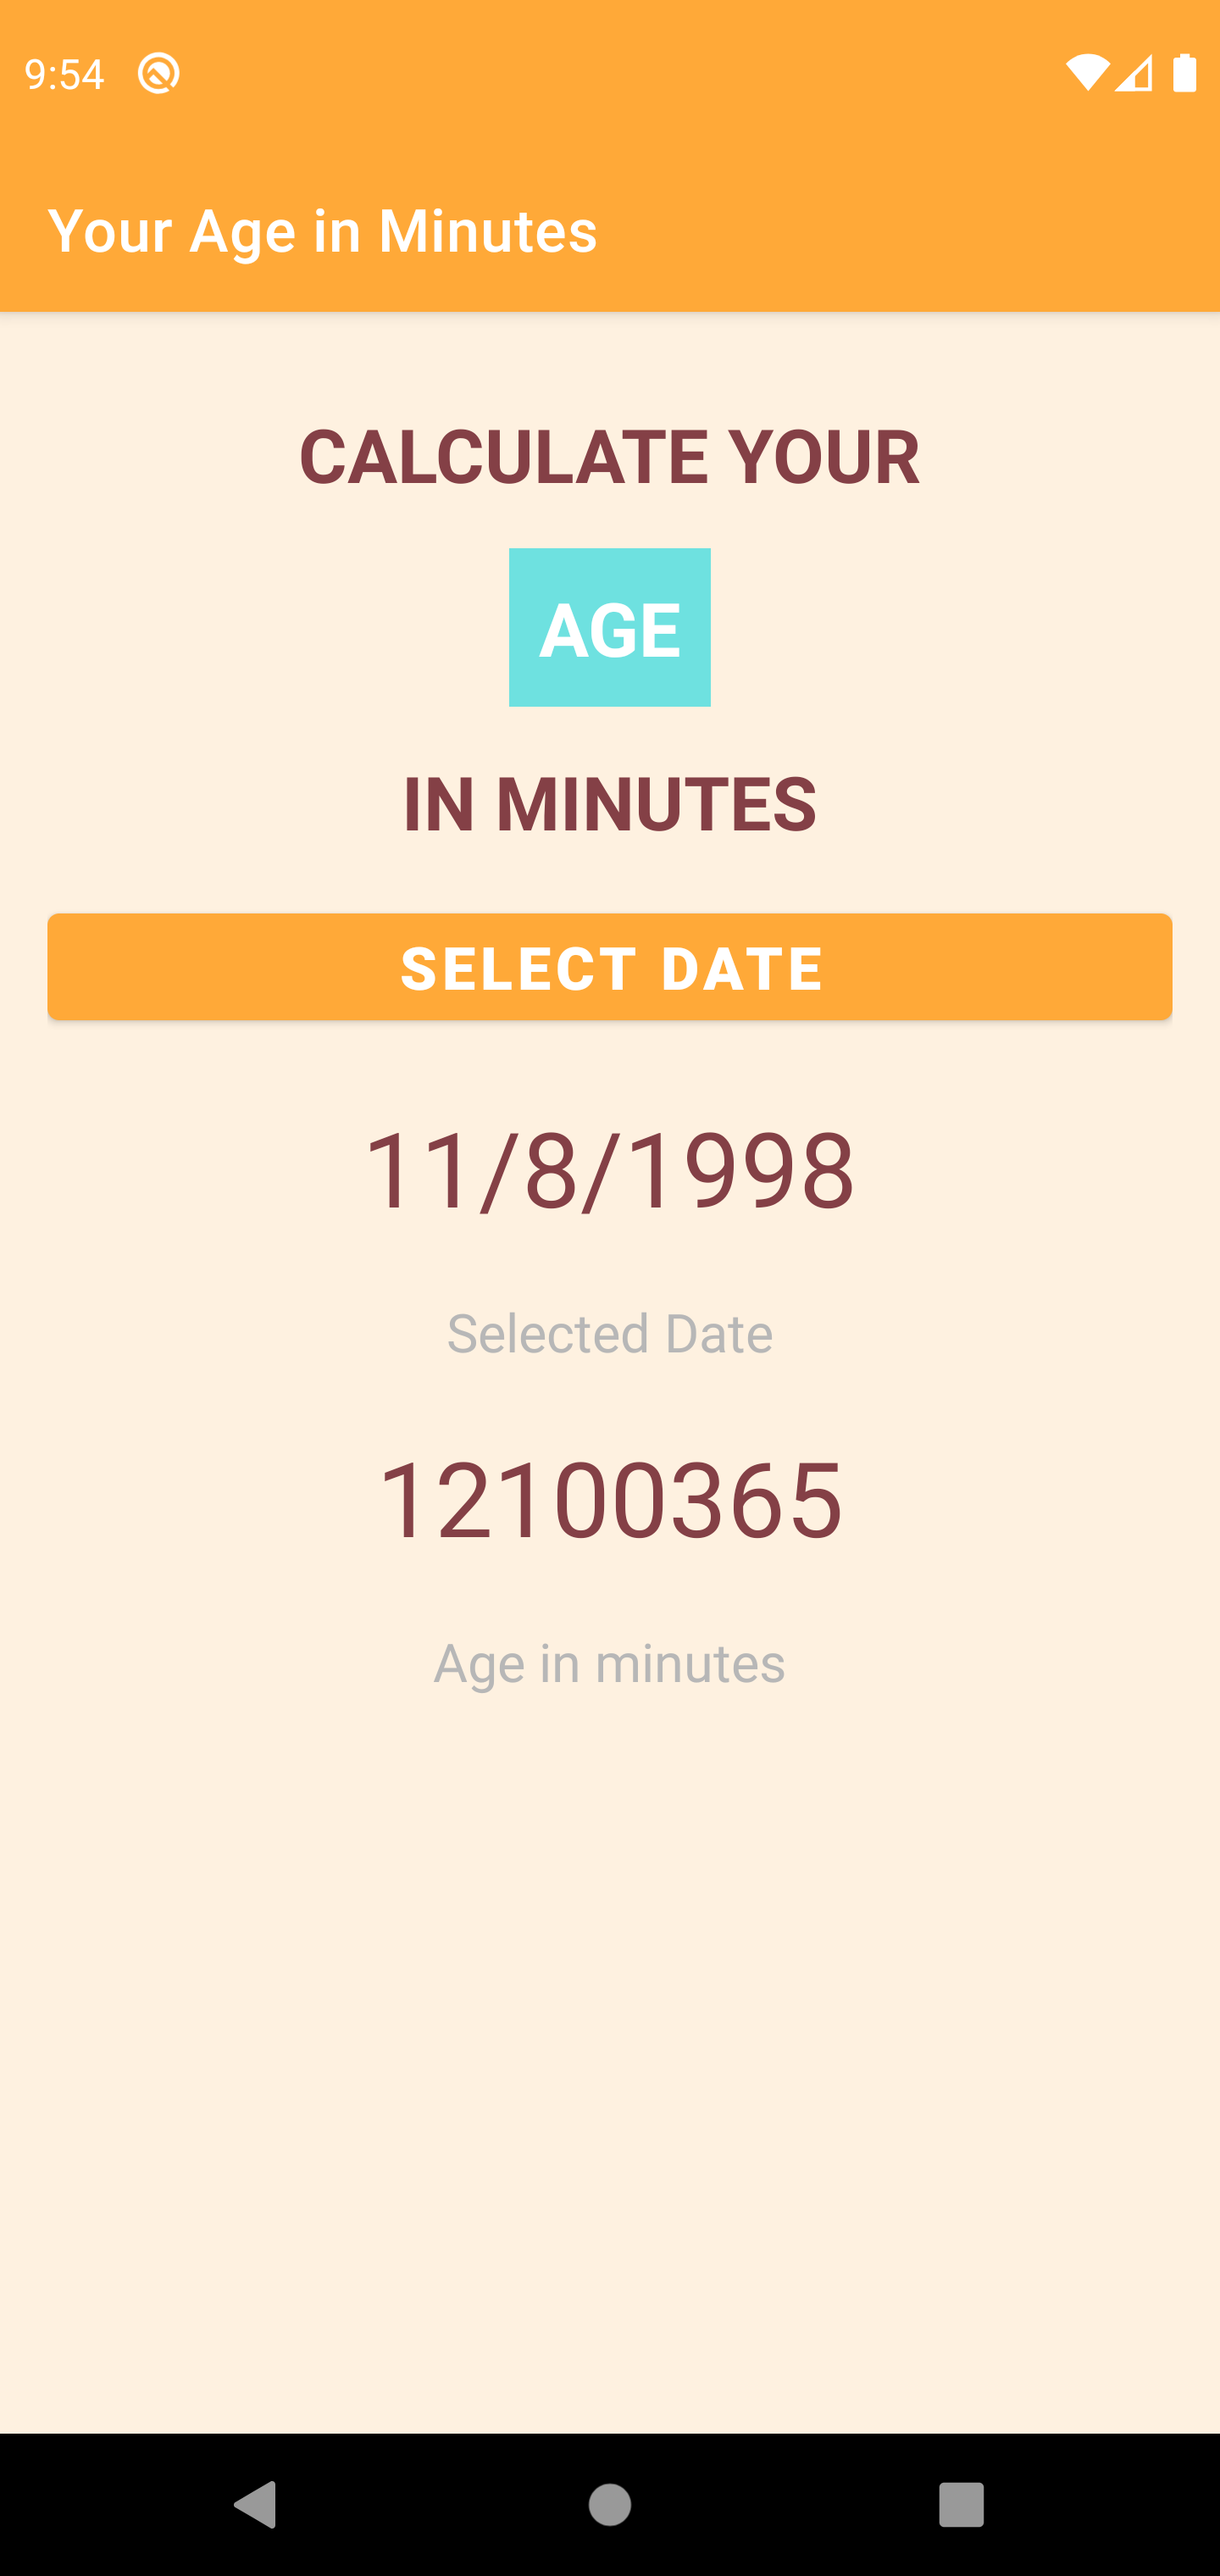 9:54
Your Age in Minutes
CALCULATE YOUR
AGE
IN MINUTES
SELECT DATE
11/8/1998
Selected Date
12100365
Age in minutes